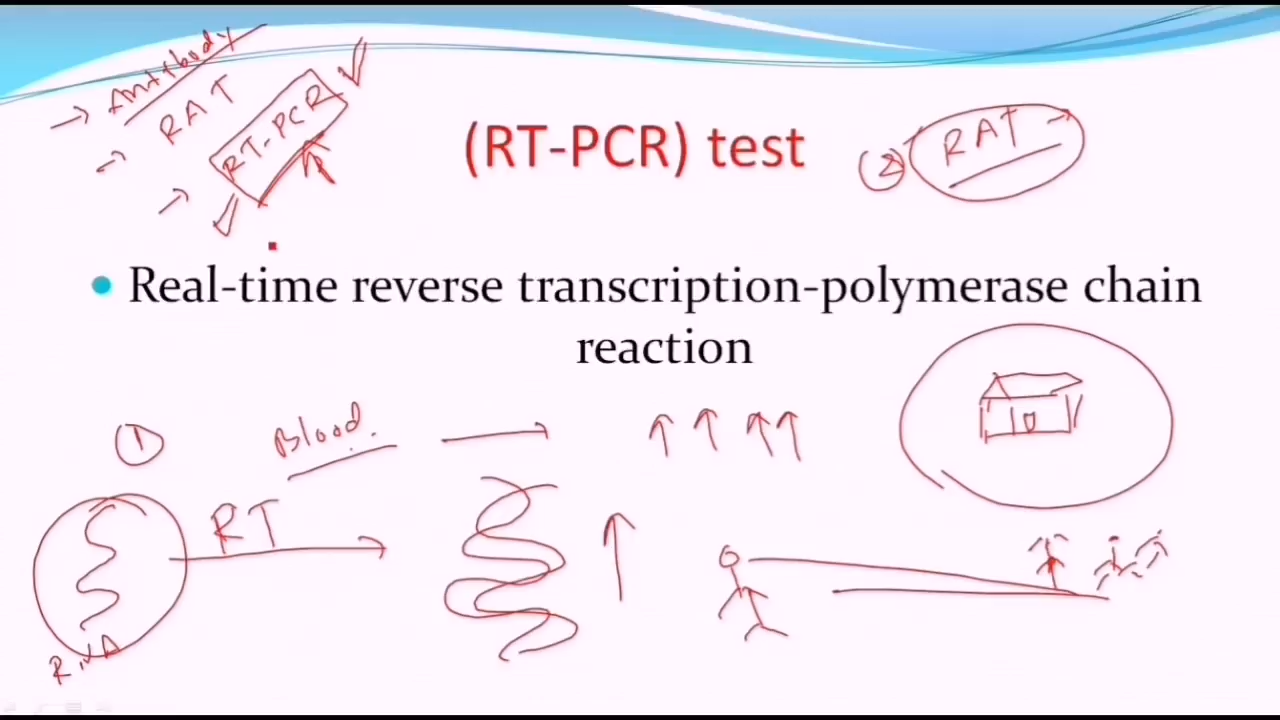 → Antibody
→ RAT
→ RT-PCR
(RT-PCR) test
② RAT
• Real-time reverse transcription-polymerase chain
reaction
① Blood.
RT
RNA